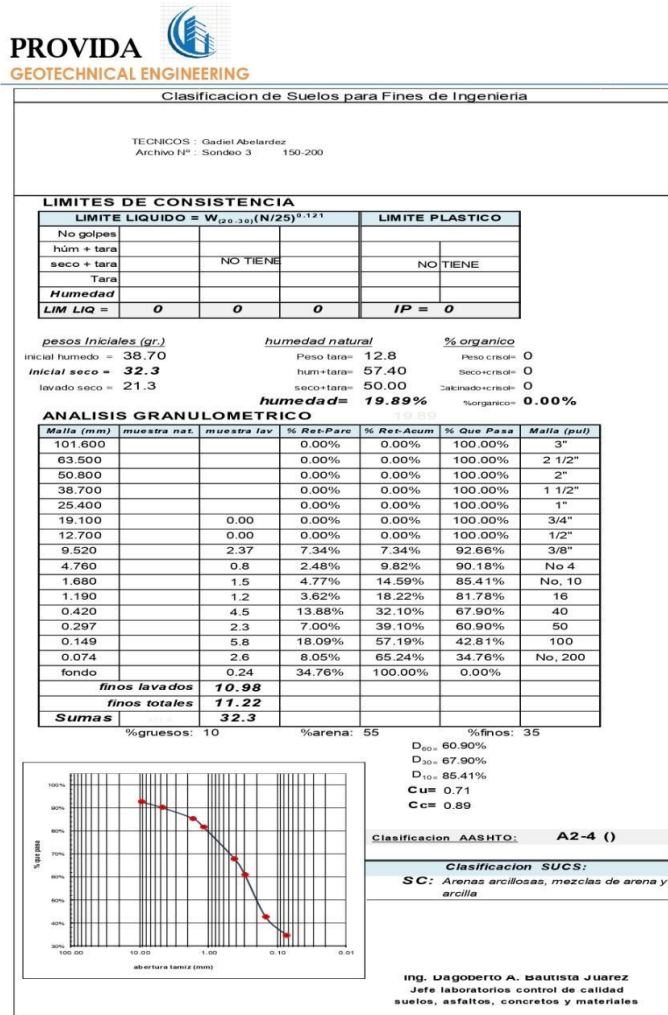 PROVIDA
GEOTECHNICAL ENGINEERING
Clasificacion de Suelos para Fines de Ingenieria
TECNICOS : Gadiel Abelardez
Archivo Nº : Sondeo 3 150-200
LIMITES DE CONSISTENCIA
LIMITE LIQUIDO = W(20-30)(N/25)^0.121 LIMITE PLASTICO
No golpes
húm + tara
seco + tara NO TIENE NO TIENE
Tara
Humedad
LIM LIQ = 0 0 0 IP = 0
pesos Iniciales (gr.) humedad natural % organico
inicial humedo = 38.70 Peso tara= 12.8 Peso crisol= 0
inicial seco = 32.3 hum+tara= 57.40 Seco+crisol= 0
lavado seco = 21.3 seco+tara= 50.00 Calcinado+crisol= 0
humedad= 19.89% %organico= 0.00%
ANALISIS GRANULOMETRICO 19.89
Malla (mm) muestra nat. muestra lav % Ret-Parc % Ret-Acum % Que Pasa Malla (pul)
101.600 0.00% 0.00% 100.00% 3"
63.500 0.00% 0.00% 100.00% 2 1/2"
50.800 0.00% 0.00% 100.00% 2"
38.700 0.00% 0.00% 100.00% 1 1/2"
25.400 0.00% 0.00% 100.00% 1"
19.100 0.00 0.00% 0.00% 100.00% 3/4"
12.700 0.00 0.00% 0.00% 100.00% 1/2"
9.520 2.37 7.34% 7.34% 92.66% 3/8"
4.760 0.8 2.48% 9.82% 90.18% No 4
1.680 1.5 4.77% 14.59% 85.41% No, 10
1.190 1.2 3.62% 18.22% 81.78% 16
0.420 4.5 13.88% 32.10% 67.90% 40
0.297 2.3 7.00% 39.10% 60.90% 50
0.149 5.8 18.09% 57.19% 42.81% 100
0.074 2.6 8.05% 65.24% 34.76% No, 200
fondo 0.24 34.76% 100.00% 0.00%
finos lavados 10.98
finos totales 11.22
Sumas 32.3
%gruesos: 10 %arena: 55 %finos: 35
D60= 60.90%
D30= 67.90%
D10= 85.41%
Cu= 0.71
Cc= 0.89
100%
90%
80%
70%
60%
50%
40%
30%
% que pasa
100.00 10.00 1.00 0.10 0.01
abertura tamiz (mm)
Clasificacion AASHTO: A2-4 ()
Clasificacion SUCS:
SC: Arenas arcillosas, mezclas de arena y
arcilla
Ing. Dagoberto A. Bautista Juarez
Jefe laboratorios control de calidad
suelos, asfaltos, concretos y materiales